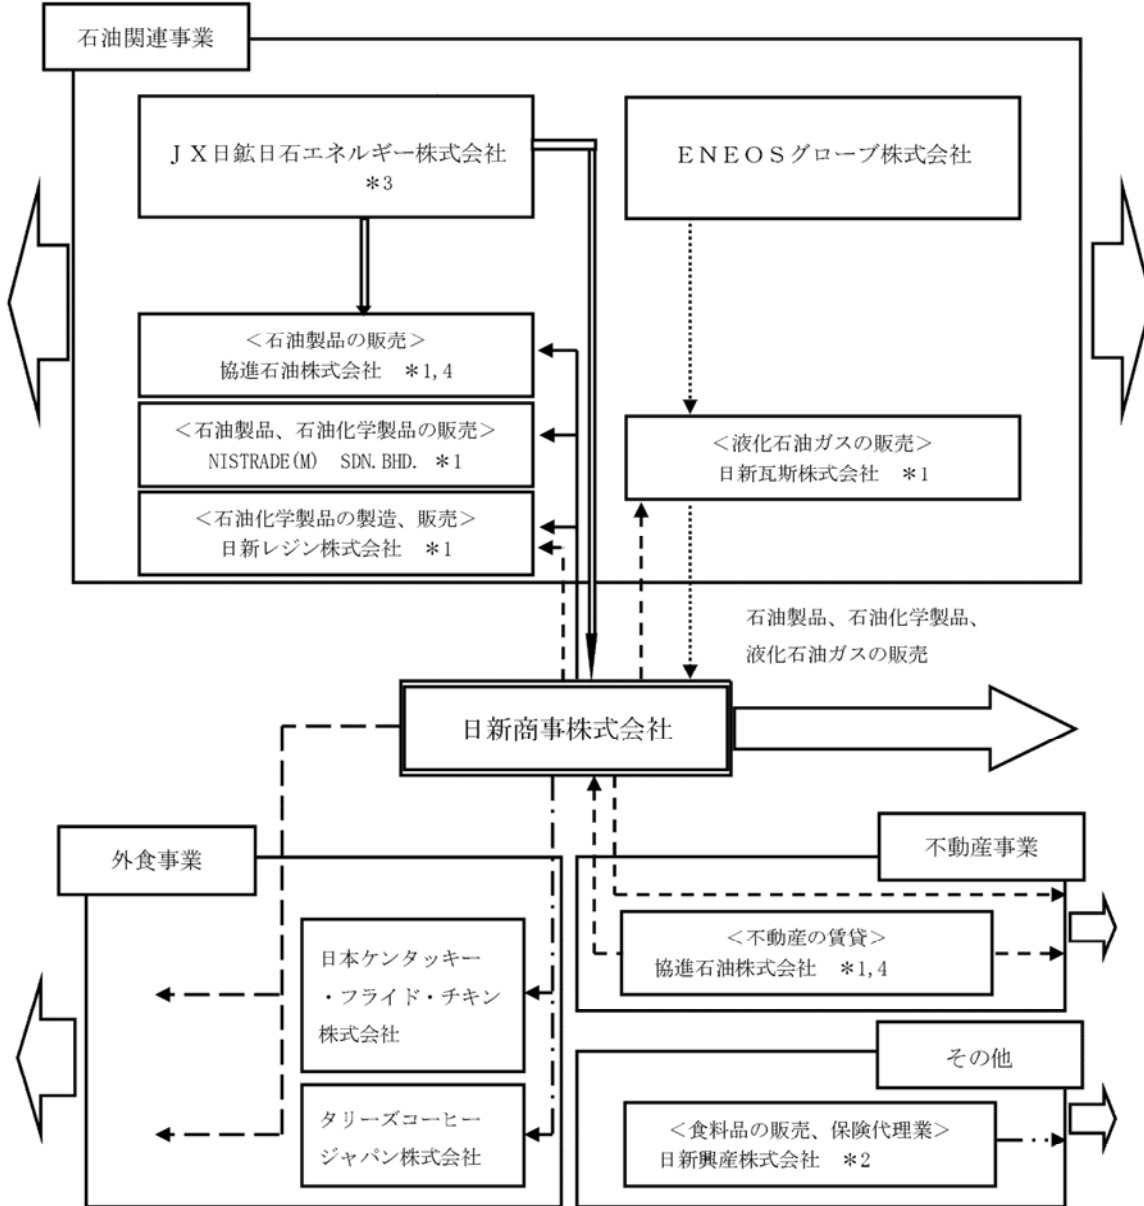 石油関連事業
ＪＸ日鉱日石エネルギー株式会社
＊3
ＥＮＥＯＳグローブ株式会社
＜石油製品の販売＞
協進石油株式会社　＊1,4
＜石油製品、石油化学製品の販売＞
NISTRADE(M)　SDN.BHD.　＊1
＜石油化学製品の製造、販売＞
日新レジン株式会社　＊1
＜液化石油ガスの販売＞
日新瓦斯株式会社　＊1
石油製品、石油化学製品、
液化石油ガスの販売
日新商事株式会社
外食事業
日本ケンタッキー
・フライド・チキン
株式会社
タリーズコーヒー
ジャパン株式会社
不動産事業
＜不動産の賃貸＞
協進石油株式会社　＊1,4
その他
＜食料品の販売、保険代理業＞
日新興産株式会社　＊2